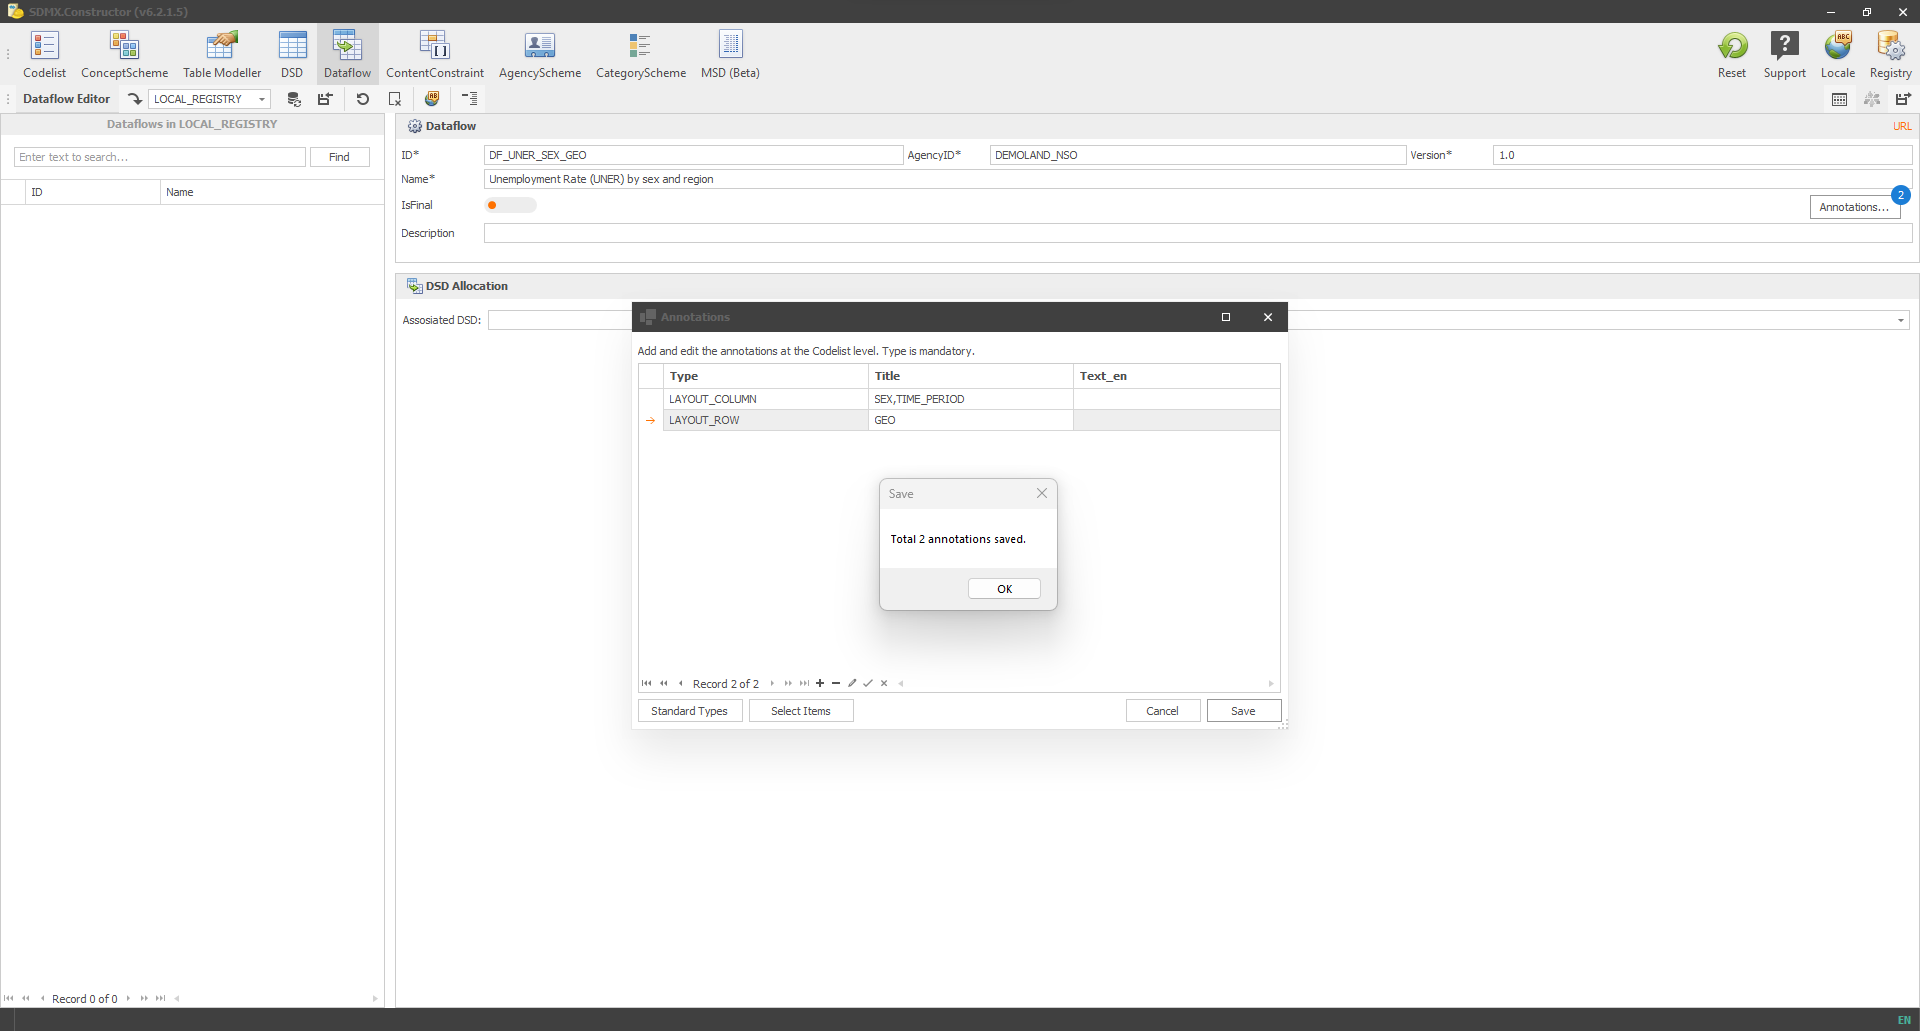 SDMX.Constructor (v6.2.1.5)
Codelist ConceptScheme Table Modeller DSD Dataflow ContentConstraint AgencyScheme CategoryScheme MSD (Beta) Reset Support Locale Registry
Dataflow Editor LOCAL_REGISTRY
Dataflows in LOCAL_REGISTRY
Enter text to search... Find
ID Name
Record 0 of 0
Dataflow URL
ID* DF_UNER_SEX_GEO AgencyID* DEMOLAND_NSO Version* 1.0
Name* Unemployment Rate (UNER) by sex and region
IsFinal Annotations... 2
Description
DSD Allocation
Assosiated DSD:
Annotations
Add and edit the annotations at the Codelist level. Type is mandatory.
Type Title Text_en
LAYOUT_COLUMN SEX,TIME_PERIOD
LAYOUT_ROW GEO
Save
Total 2 annotations saved.
OK
Record 2 of 2
Standard Types Select Items Cancel Save
EN